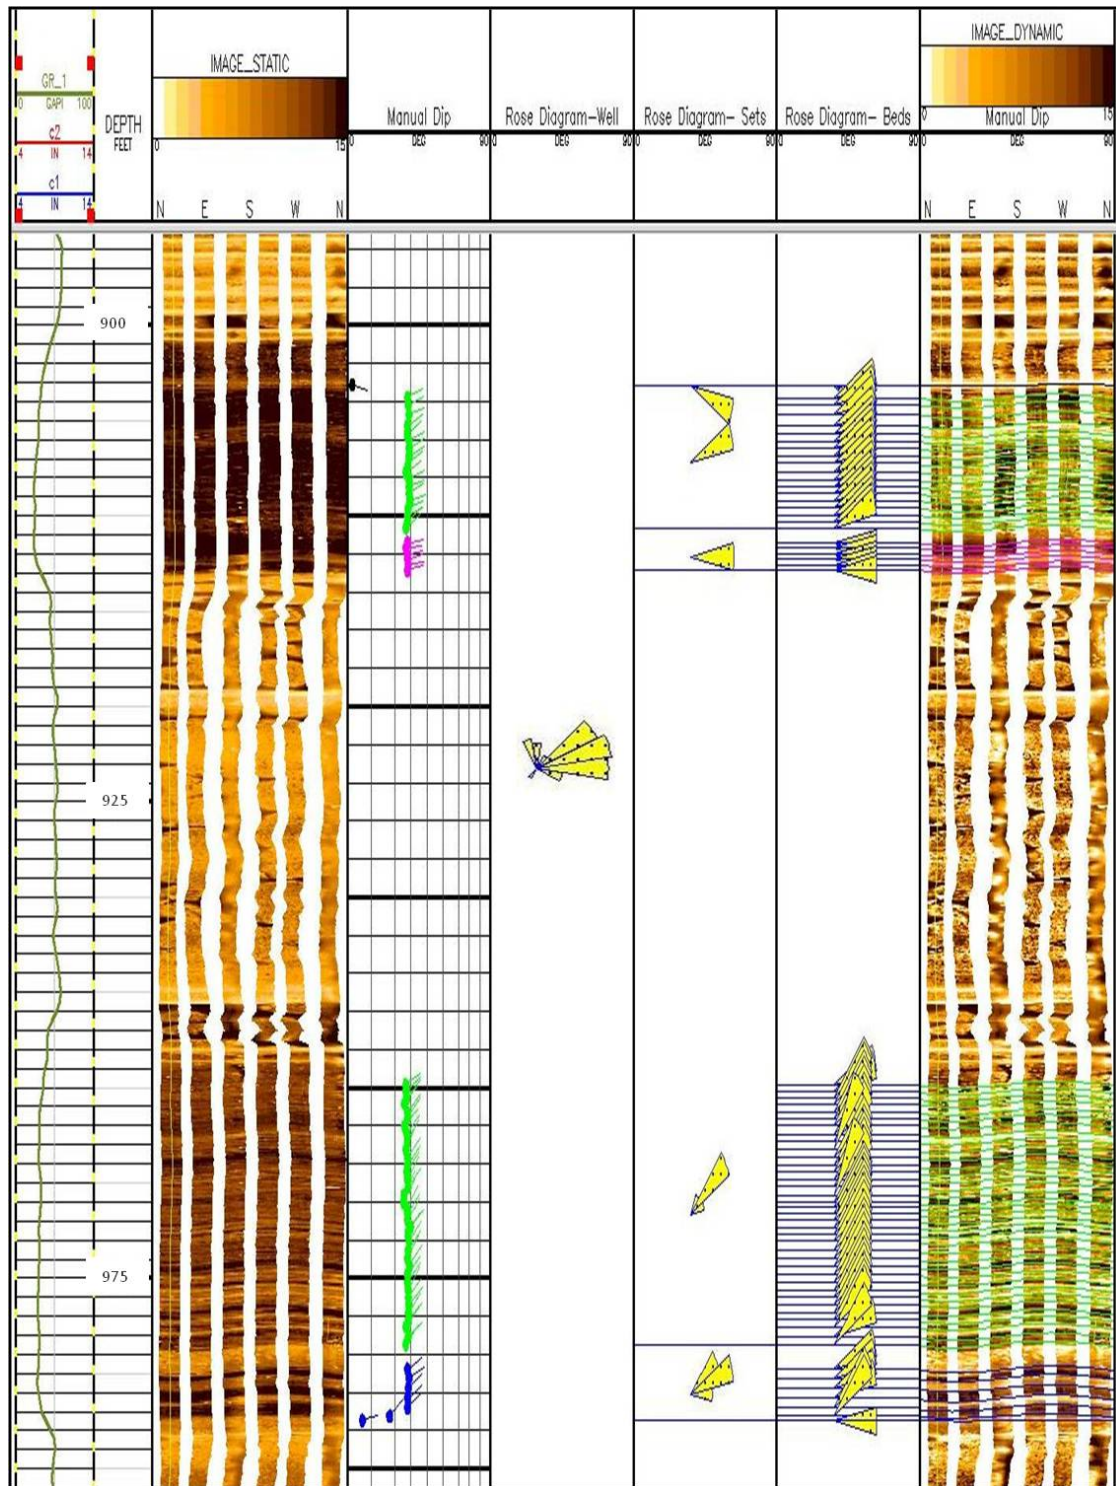 GR_1
0 GAPI 100
c2
4 IN 14
c1
4 IN 14
DEPTH
FEET
IMAGE_STATIC
0 15
N E S W N
Manual Dip
0 DEG 90
Rose Diagram-Well
0 DEG 90
Rose Diagram- Sets
0 DEG 90
Rose Diagram- Beds
0 DEG 90
IMAGE_DYNAMIC
0 15
Manual Dip
0 DEG 90
N E S W N
900
925
975